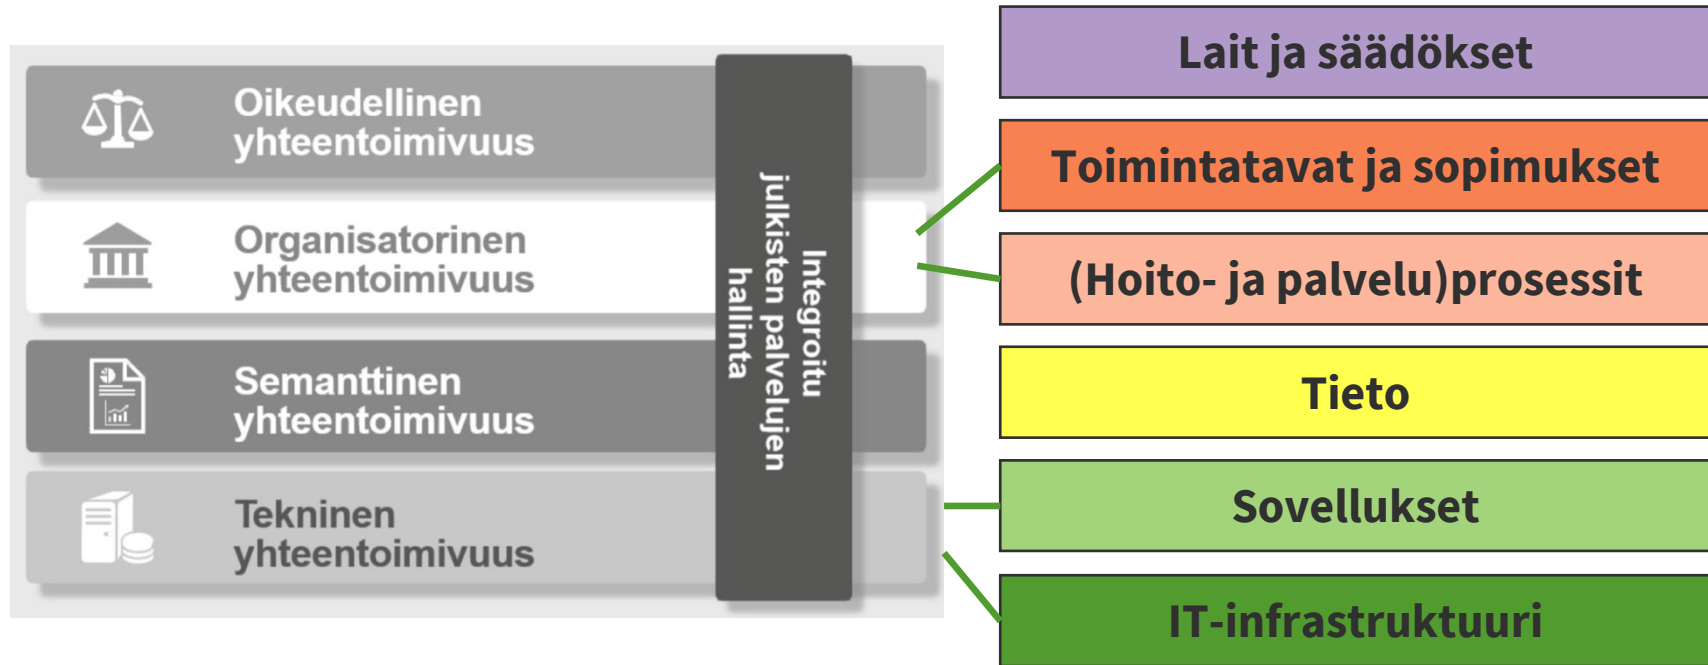 Oikeudellinen
yhteentoimivuus
Organisatorinen
yhteentoimivuus
Semanttinen
yhteentoimivuus
Tekninen
yhteentoimivuus
Integroitu
julkisten palvelujen
hallinta
Lait ja säädökset
Toimintatavat ja sopimukset
(Hoito- ja palvelu)prosessit
Tieto
Sovellukset
IT-infrastruktuuri